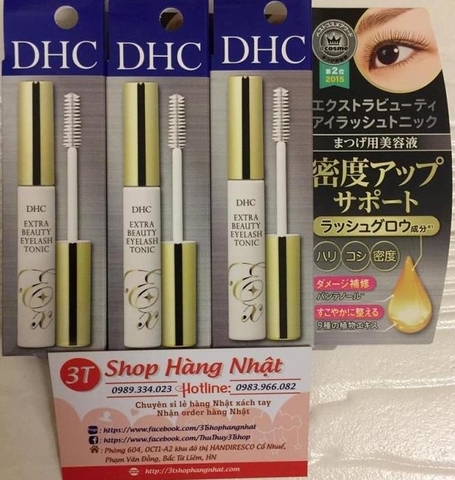 DHC
EXTRA
BEAUTY
EYELASH
TONIC
DHC
DHC
EXTRA
BEAUTY
EYELASH
TONIC
DHC
DHC
EXTRA
BEAUTY
EYELASH
TONIC
DHC
@cosme
第2位
2015
エクストラビューティ
アイラッシュトニック
まつげ用美容液
密度アップ
サポート
ラッシュグロウ成分
ハリ コシ 密度
ダメージ補修
パンテノール
すこやかに整える
9種の植物エキス
3T Shop Hàng Nhật
0989.334.023 Hotline: 0983.966.082
Chuyên sỉ lẻ hàng Nhật xách tay
Nhận order hàng Nhật
: https://www.facebook.com/3Tshophangnhat
: https://www.facebook.com/ThuThuy3Tshop
: Phòng 604, OCT1-A2 khu đô thị HANDIRESCO Cổ Nhuế,
Phạm Văn Đồng, Bắc Từ Liêm, HN
http://3tshophangnhat.com